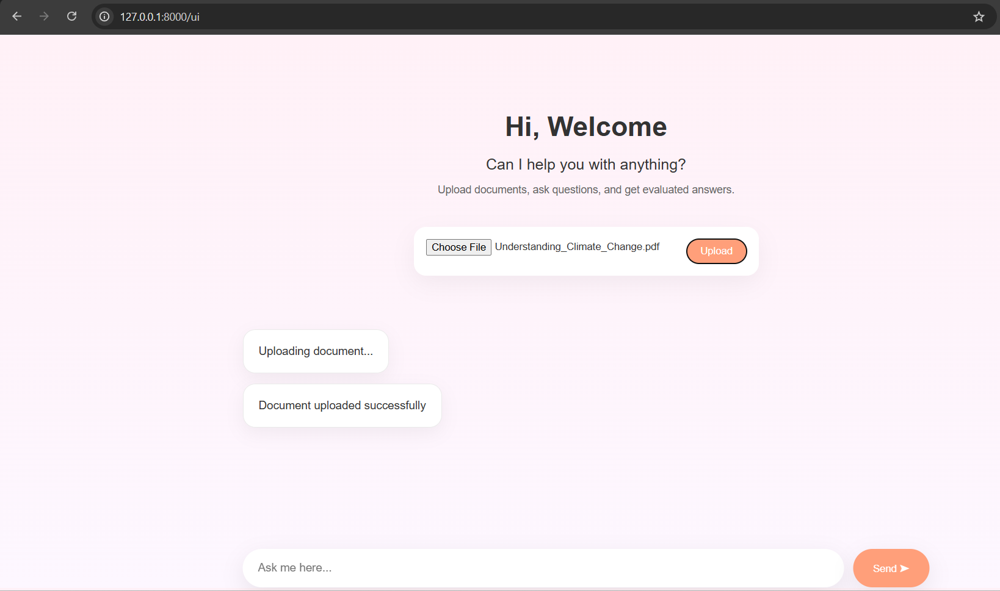 127.0.0.1:8000/ui
Hi, Welcome
Can I help you with anything?
Upload documents, ask questions, and get evaluated answers.
Choose File Understanding_Climate_Change.pdf Upload
Uploading document...
Document uploaded successfully
Ask me here... Send ➤